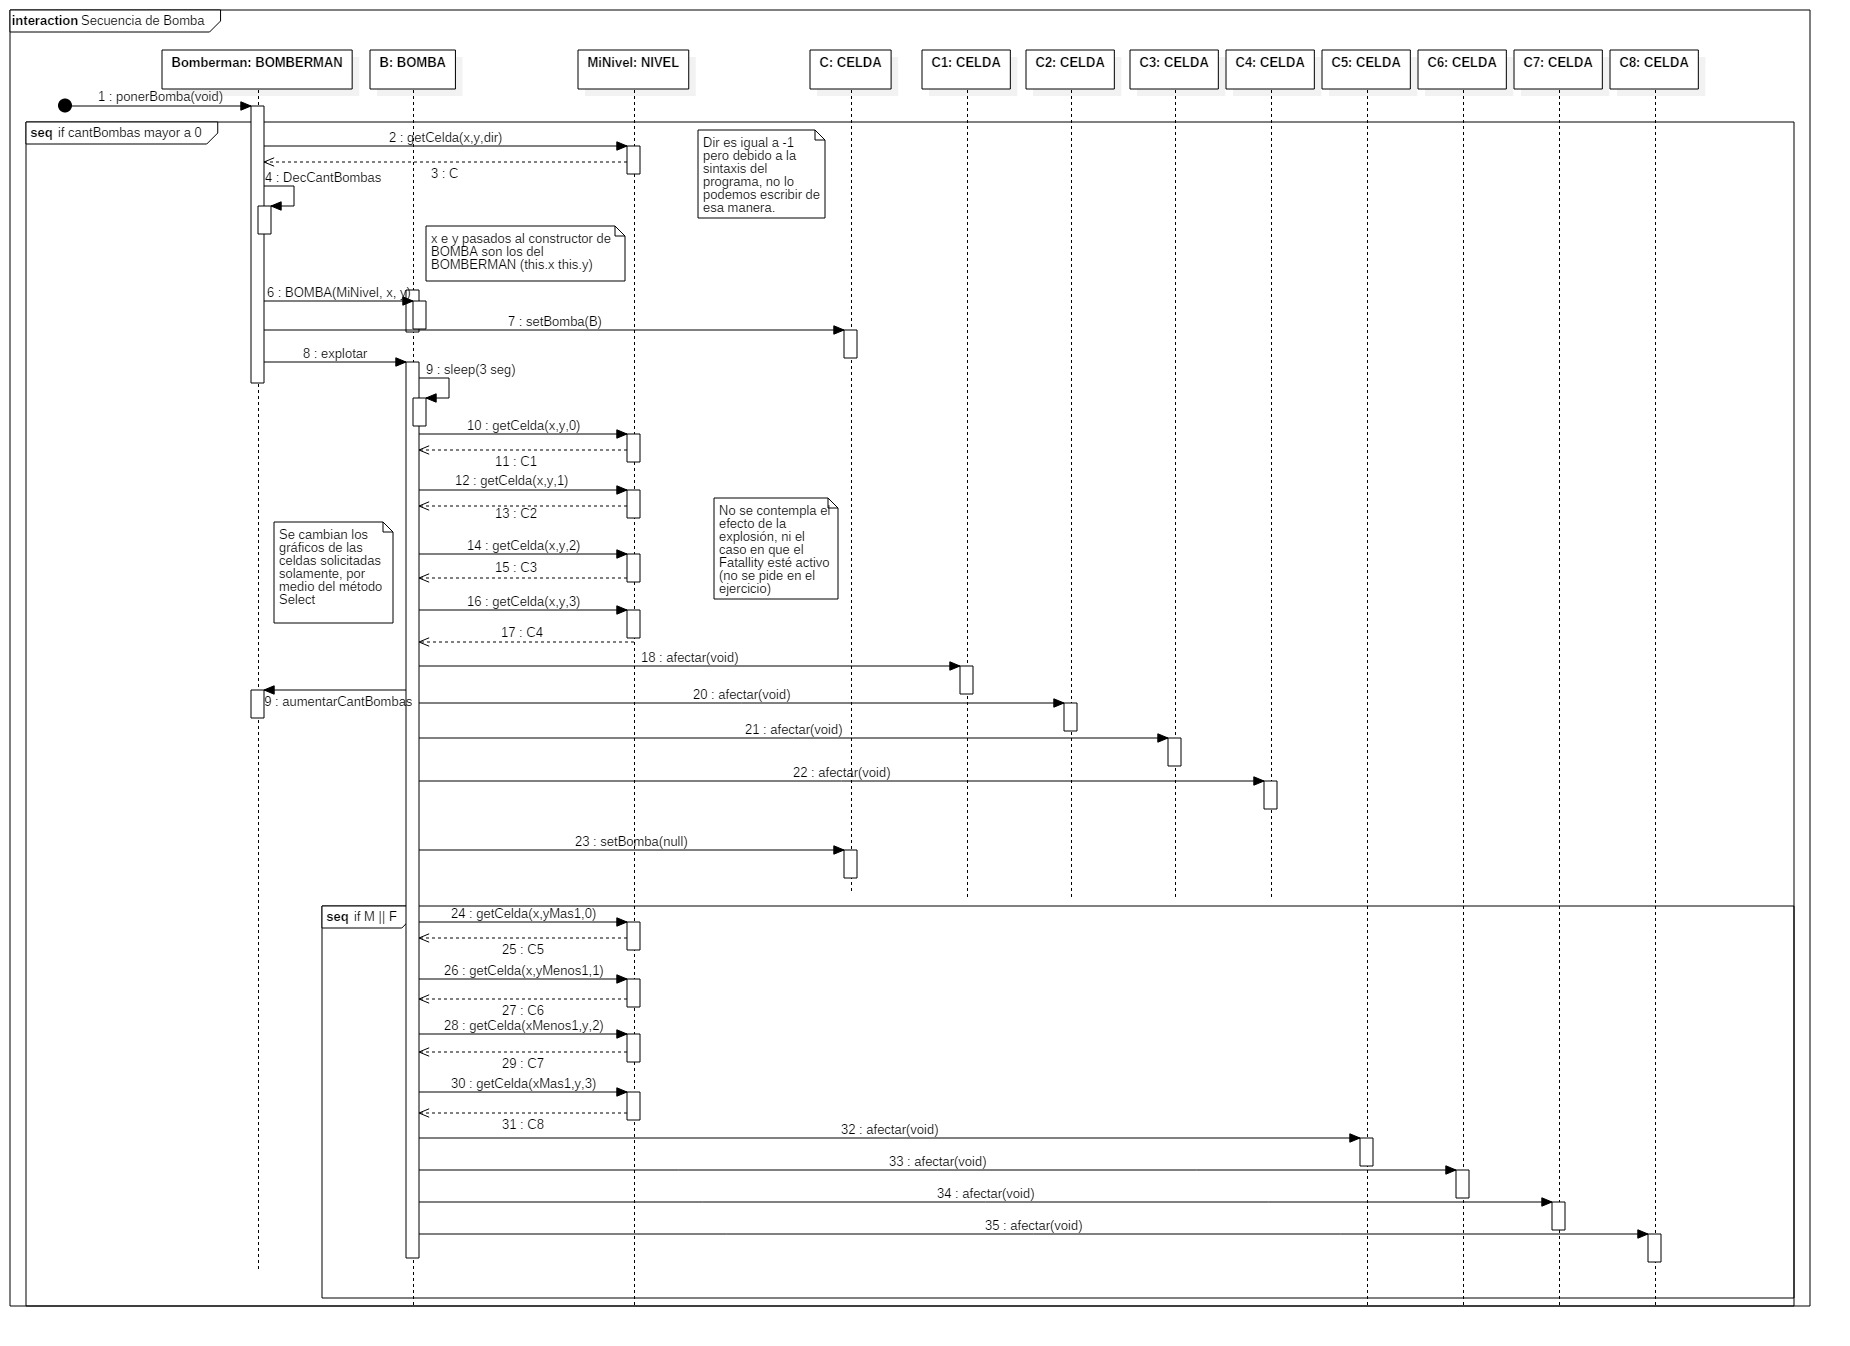 interaction Secuencia de Bomba
Bomberman: BOMBERMAN
B: BOMBA
MiNivel: NIVEL
C: CELDA
C1: CELDA
C2: CELDA
C3: CELDA
C4: CELDA
C5: CELDA
C6: CELDA
C7: CELDA
C8: CELDA
1 : ponerBomba(void)
seq if cantBombas mayor a 0
2 : getCelda(x,y,dir)
3 : C
Dir es igual a -1
pero debido a la
sintaxis del
programa, no lo
podemos escribir de
esa manera.
4 : DecCantBombas
x e y pasados al constructor de
BOMBA son los del
BOMBERMAN (this.x this.y)
6 : BOMBA(MiNivel, x, y)
7 : setBomba(B)
8 : explotar
9 : sleep(3 seg)
10 : getCelda(x,y,0)
11 : C1
12 : getCelda(x,y,1)
13 : C2
Se cambian los
gráficos de las
celdas solicitadas
solamente, por
medio del método
Select
No se contempla el
efecto de la
explosión, ni el
caso en que el
Fatallity esté activo
(no se pide en el
ejercicio)
14 : getCelda(x,y,2)
15 : C3
16 : getCelda(x,y,3)
17 : C4
18 : afectar(void)
9 : aumentarCantBombas
20 : afectar(void)
21 : afectar(void)
22 : afectar(void)
23 : setBomba(null)
seq if M || F
24 : getCelda(x,yMas1,0)
25 : C5
26 : getCelda(x,yMenos1,1)
27 : C6
28 : getCelda(xMenos1,y,2)
29 : C7
30 : getCelda(xMas1,y,3)
31 : C8
32 : afectar(void)
33 : afectar(void)
34 : afectar(void)
35 : afectar(void)